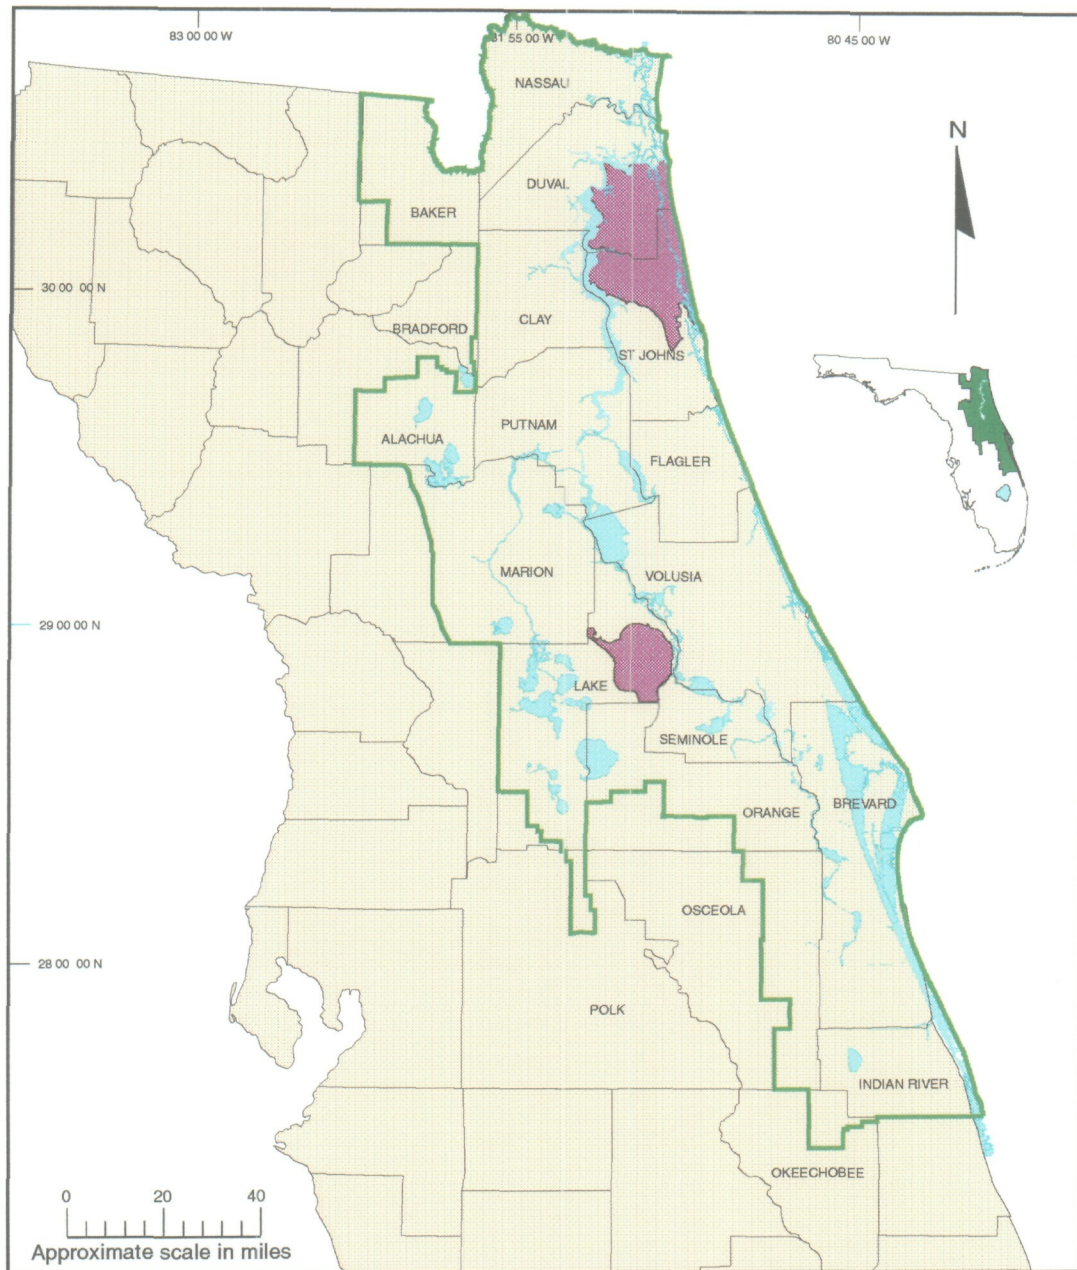 83 00 00 W
31 55 00 W
80 45 00 W
NASSAU
N
DUVAL
BAKER
30 00 00 N
CLAY
BRADFORD
ST JOHNS
PUTNAM
ALACHUA
FLAGLER
MARION
VOLUSIA
29 00 00 N
LAKE
SEMINOLE
BREVARD
ORANGE
OSCEOLA
28 00 00 N
POLK
INDIAN RIVER
OKEECHOBEE
0 20 40
Approximate scale in miles